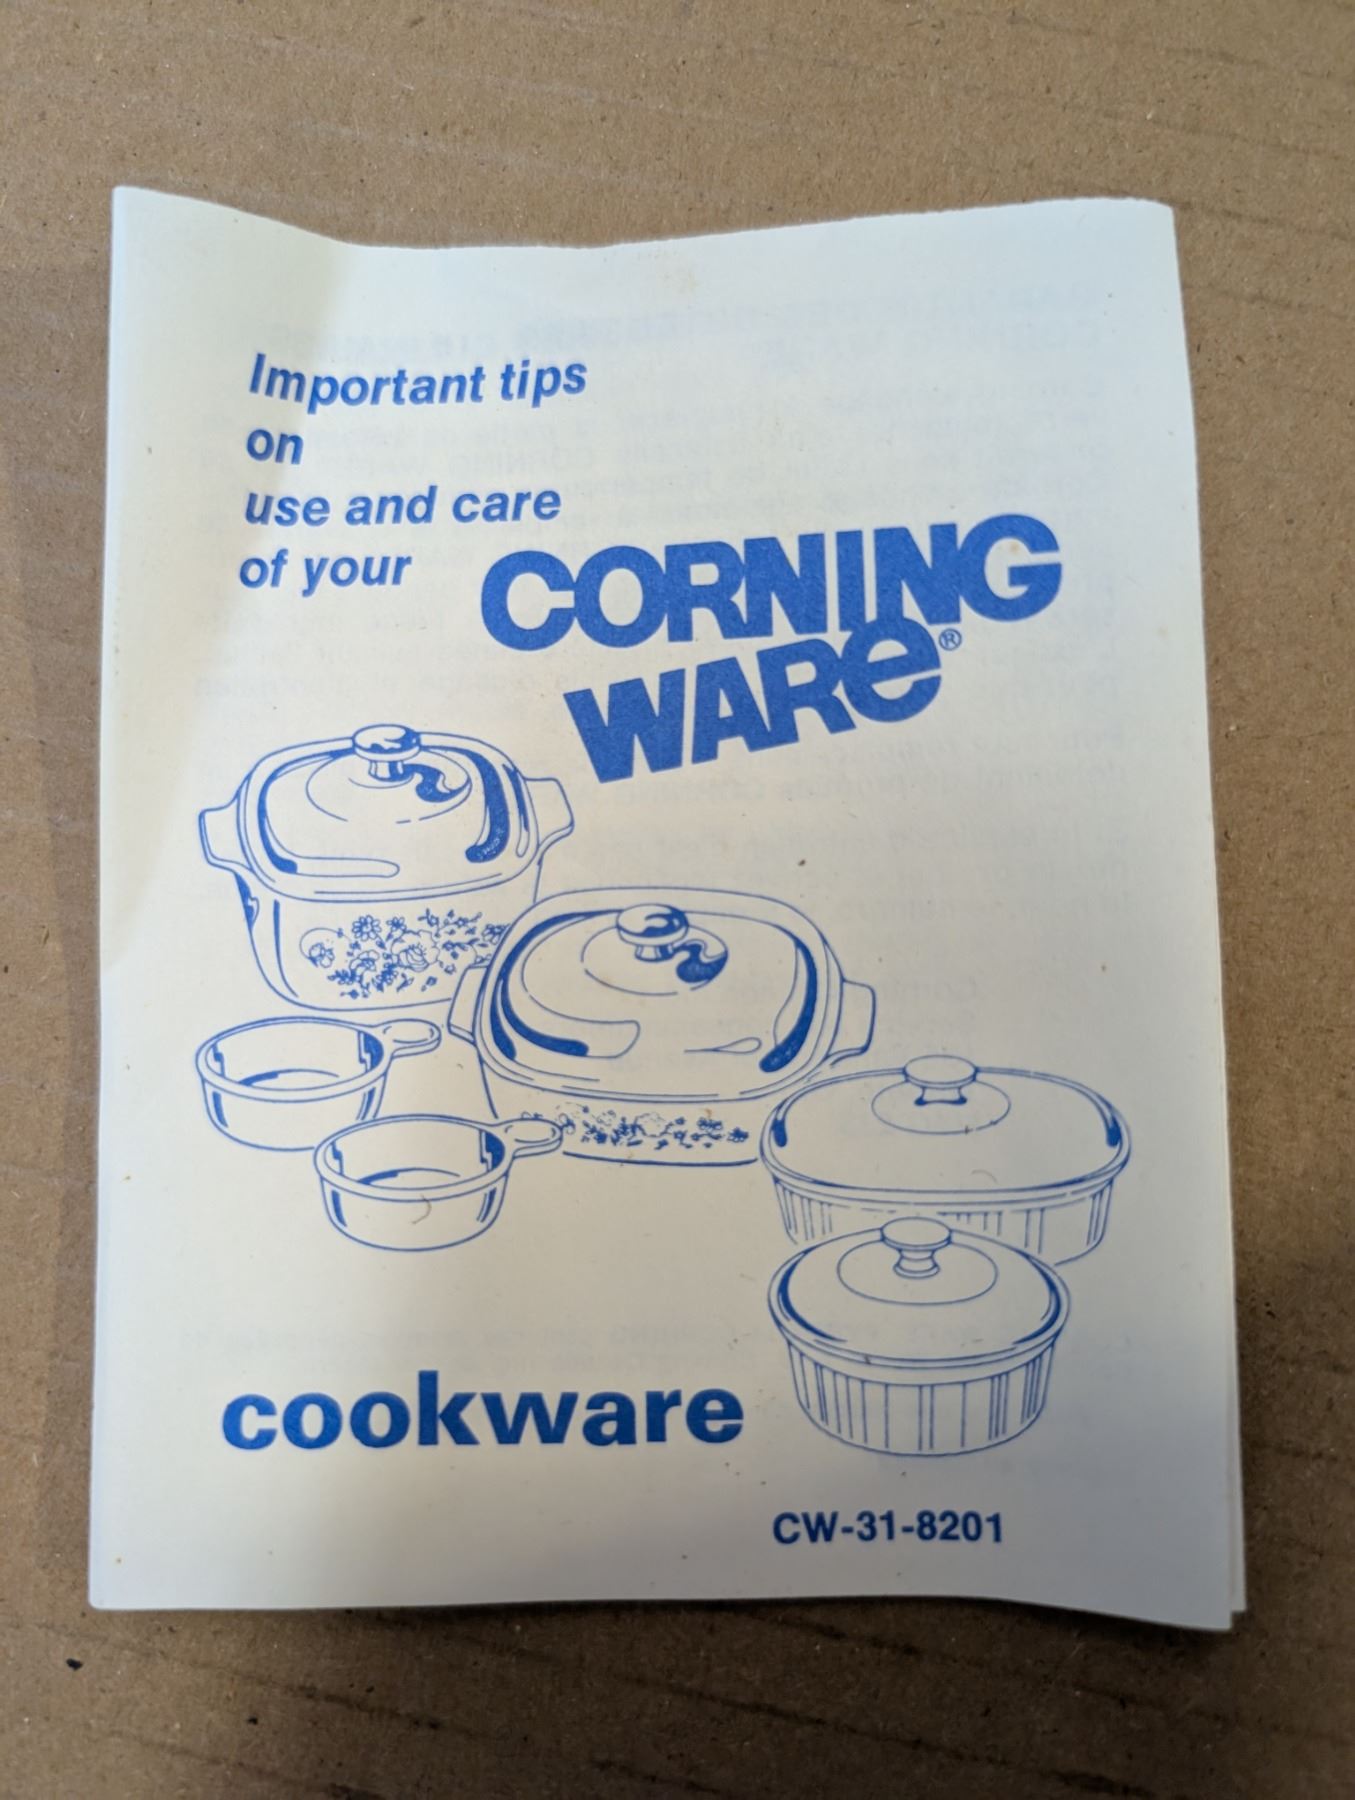 Important tips
on
use and care
of your
CORNING
WARe®
cookware
CW-31-8201